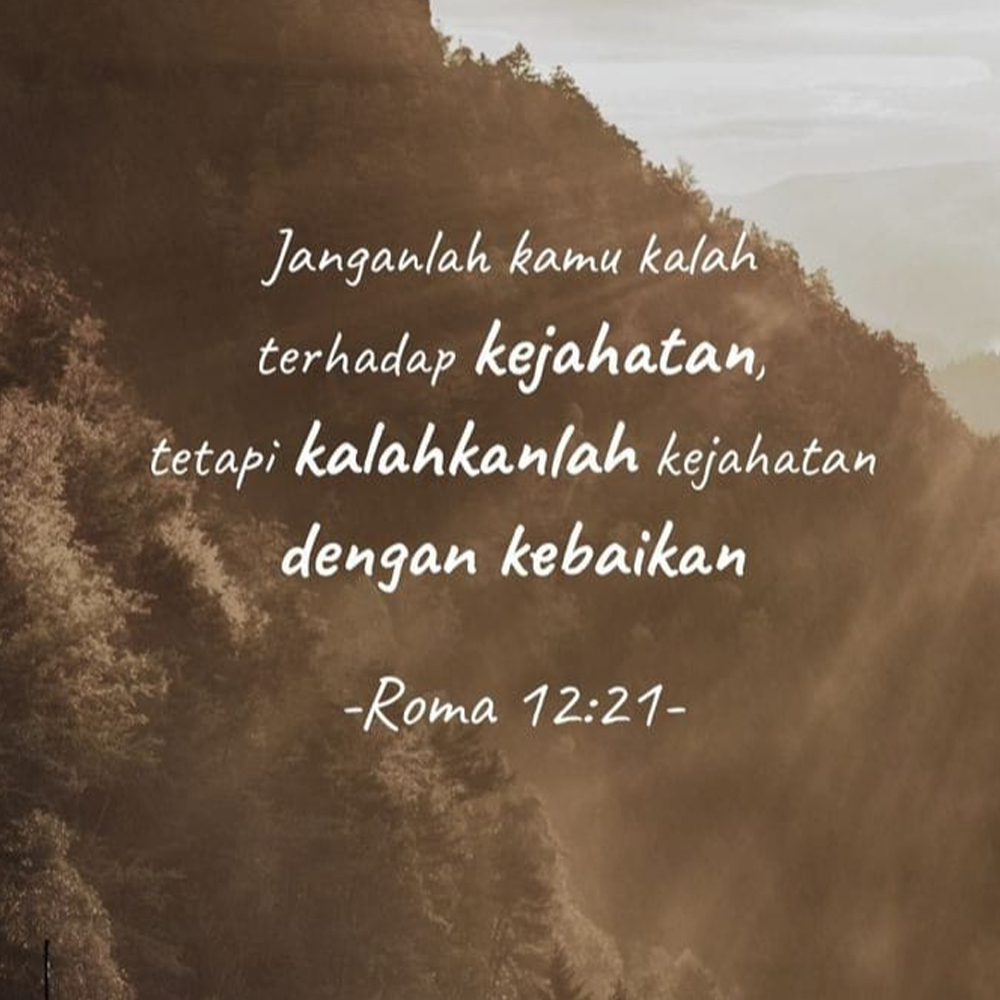 Janganlah kamu kalah
terhadap kejahatan,
tetapi kalahkanlah kejahatan
dengan kebaikan
-Roma 12:21-